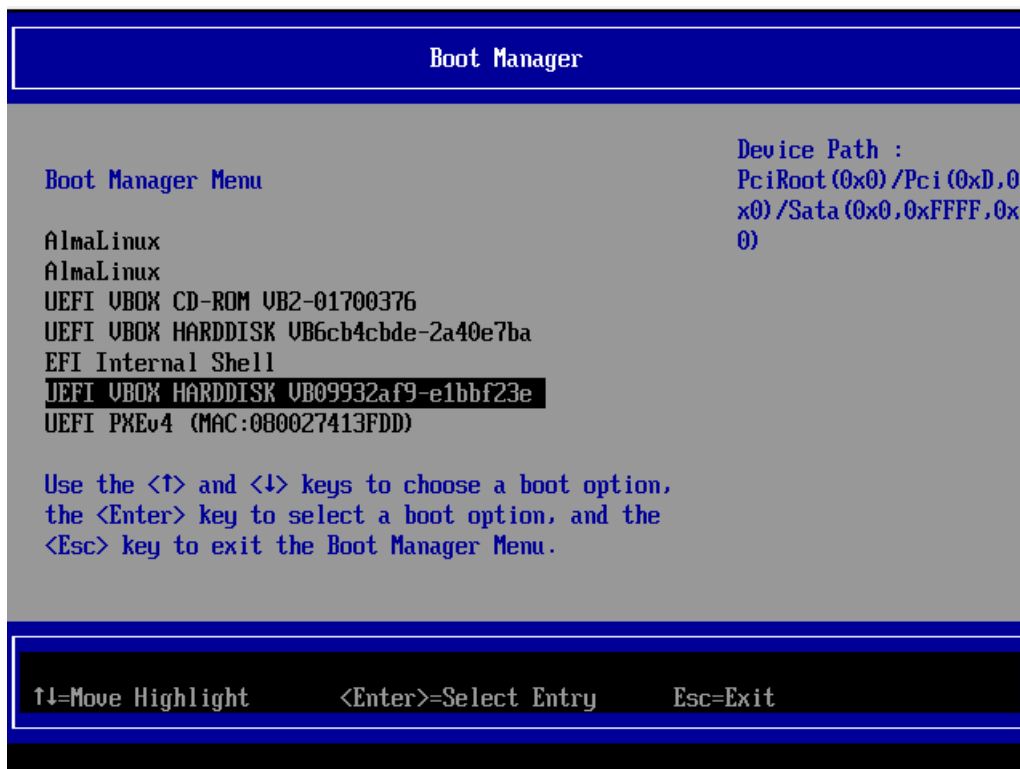 Boot Manager
Boot Manager Menu
AlmaLinux
AlmaLinux
UEFI VBOX CD-ROM VB2-01700376
UEFI VBOX HARDDISK VB6cb4cbde-2a40e7ba
EFI Internal Shell
UEFI VBOX HARDDISK VB09932af9-e1bbf23e
UEFI PXEv4 (MAC:080027413FDD)
Use the <↑> and <↓> keys to choose a boot option,
the <Enter> key to select a boot option, and the
<Esc> key to exit the Boot Manager Menu.
Device Path :
PciRoot(0x0)/Pci(0xD,0
x0)/Sata(0x0,0xFFFF,0x
0)
↑↓=Move Highlight <Enter>=Select Entry Esc=Exit